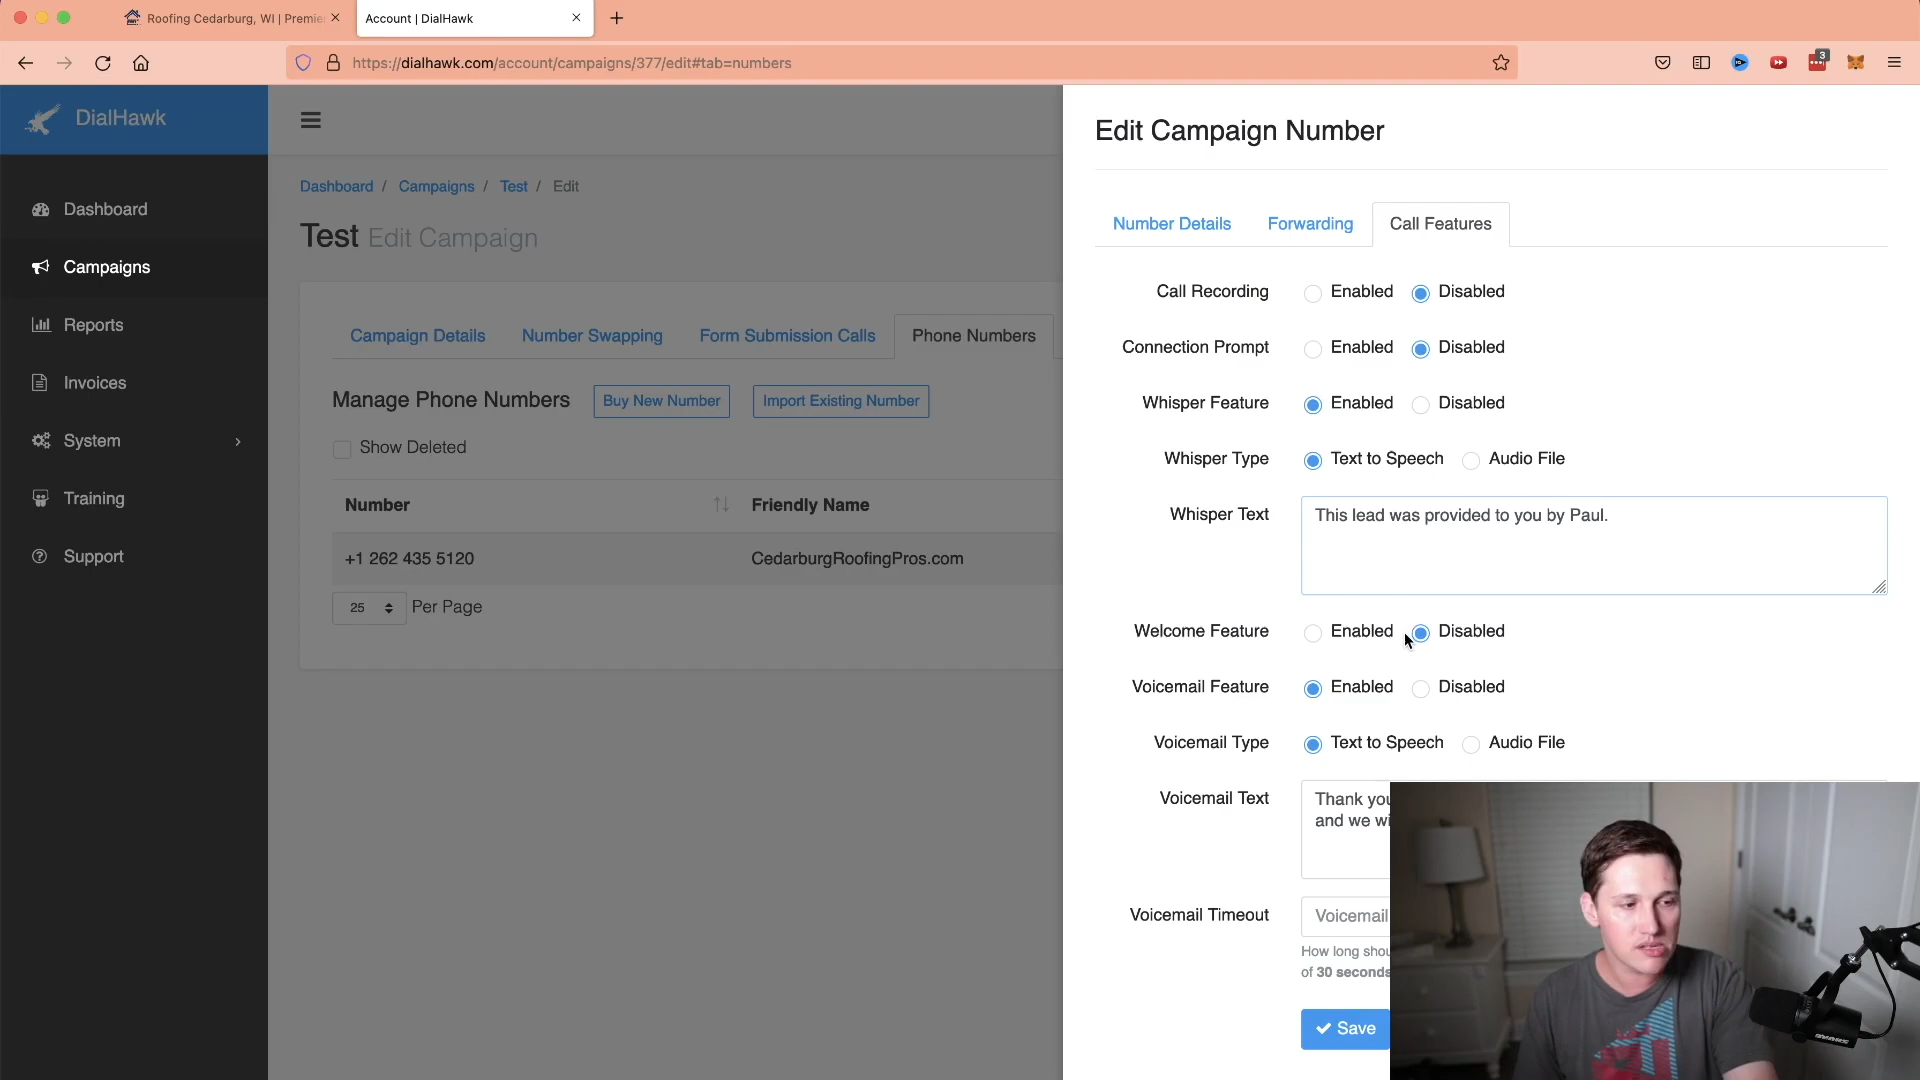 Roofing Cedarburg, WI | Premie
Account | DialHawk
https://dialhawk.com/account/campaigns/377/edit#tab=numbers
3
DialHawk
Dashboard
Campaigns
Reports
Invoices
System
Training
Support
Dashboard / Campaigns / Test / Edit
Test Edit Campaign
Campaign Details
Number Swapping
Form Submission Calls
Phone Numbers
Manage Phone Numbers
Buy New Number
Import Existing Number
Show Deleted
Number
Friendly Name
+1 262 435 5120
CedarburgRoofingPros.com
25
Per Page
Edit Campaign Number
Number Details
Forwarding
Call Features
Call Recording
Enabled
Disabled
Connection Prompt
Enabled
Disabled
Whisper Feature
Enabled
Disabled
Whisper Type
Text to Speech
Audio File
Whisper Text
This lead was provided to you by Paul.
Welcome Feature
Enabled
Disabled
Voicemail Feature
Enabled
Disabled
Voicemail Type
Text to Speech
Audio File
Voicemail Text
Thank you
and we wi
Voicemail Timeout
Voicemail
How long shou
of 30 seconds
Save